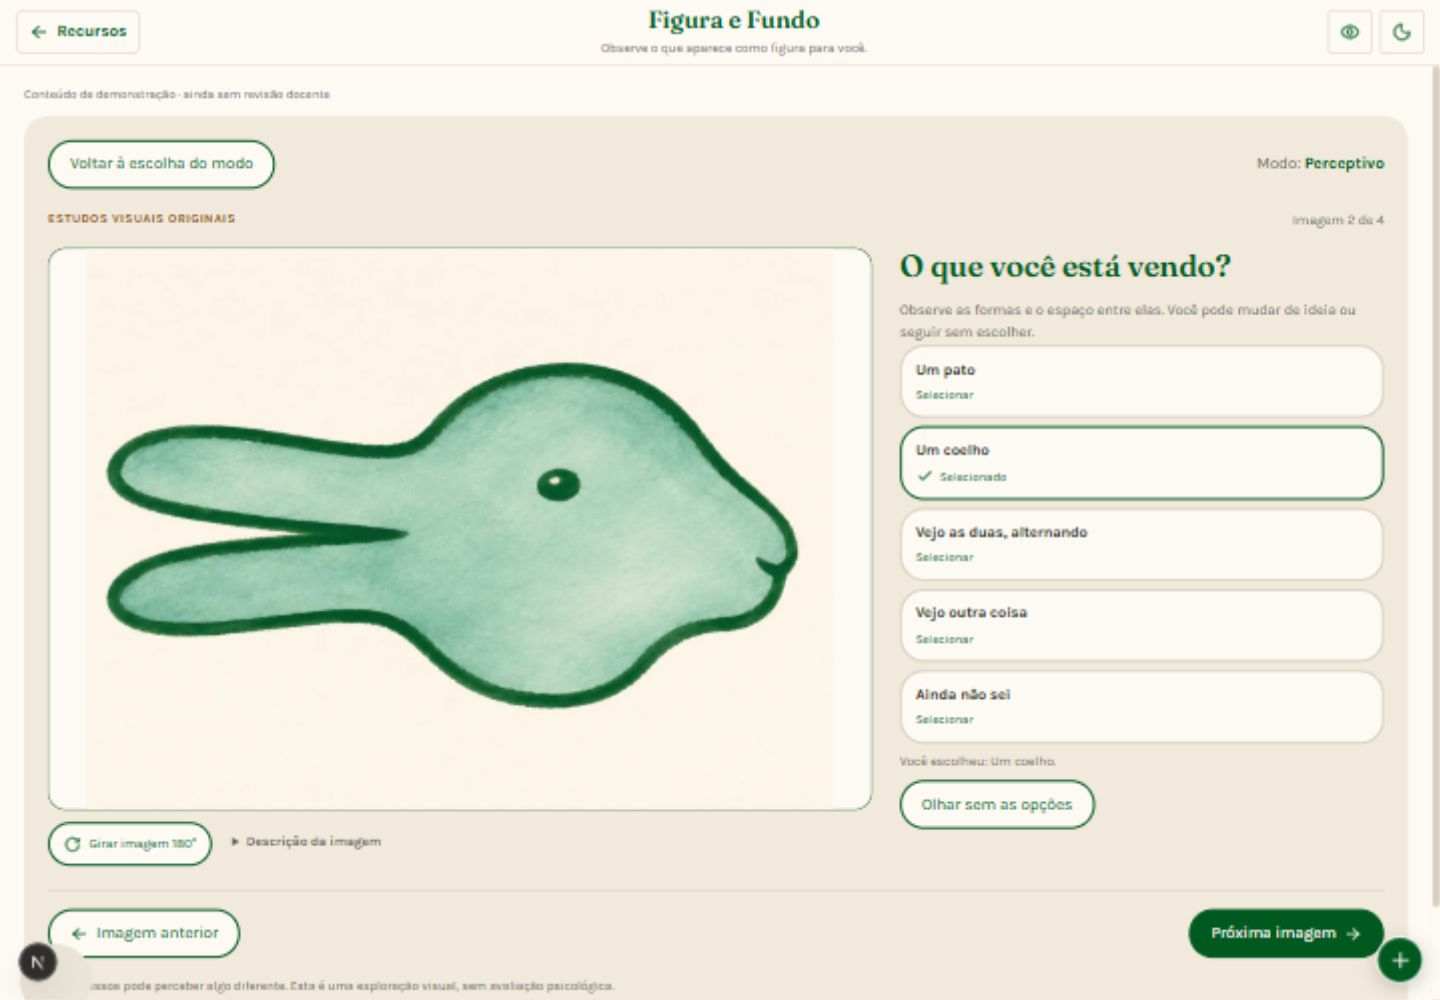 Recursos
Figura e Fundo
Observe o que aparece como figura para você.
Conteúdo de demonstração · ainda sem revisão docente
Voltar à escolha do modo
Modo: Perceptivo
ESTUDOS VISUAIS ORIGINAIS
Imagem 2 de 4
O que você está vendo?
Observe as formas e o espaço entre elas. Você pode mudar de ideia ou
seguir sem escolher.
Um pato
Selecionar
Um coelho
Selecionado
Vejo as duas, alternando
Selecionar
Vejo outra coisa
Selecionar
Ainda não sei
Selecionar
Você escolheu: Um coelho.
Olhar sem as opções
Girar imagem 180°
Descrição da imagem
Imagem anterior
Próxima imagem
N
pode perceber algo diferente. Esta é uma exploração visual, sem avaliação psicológica.